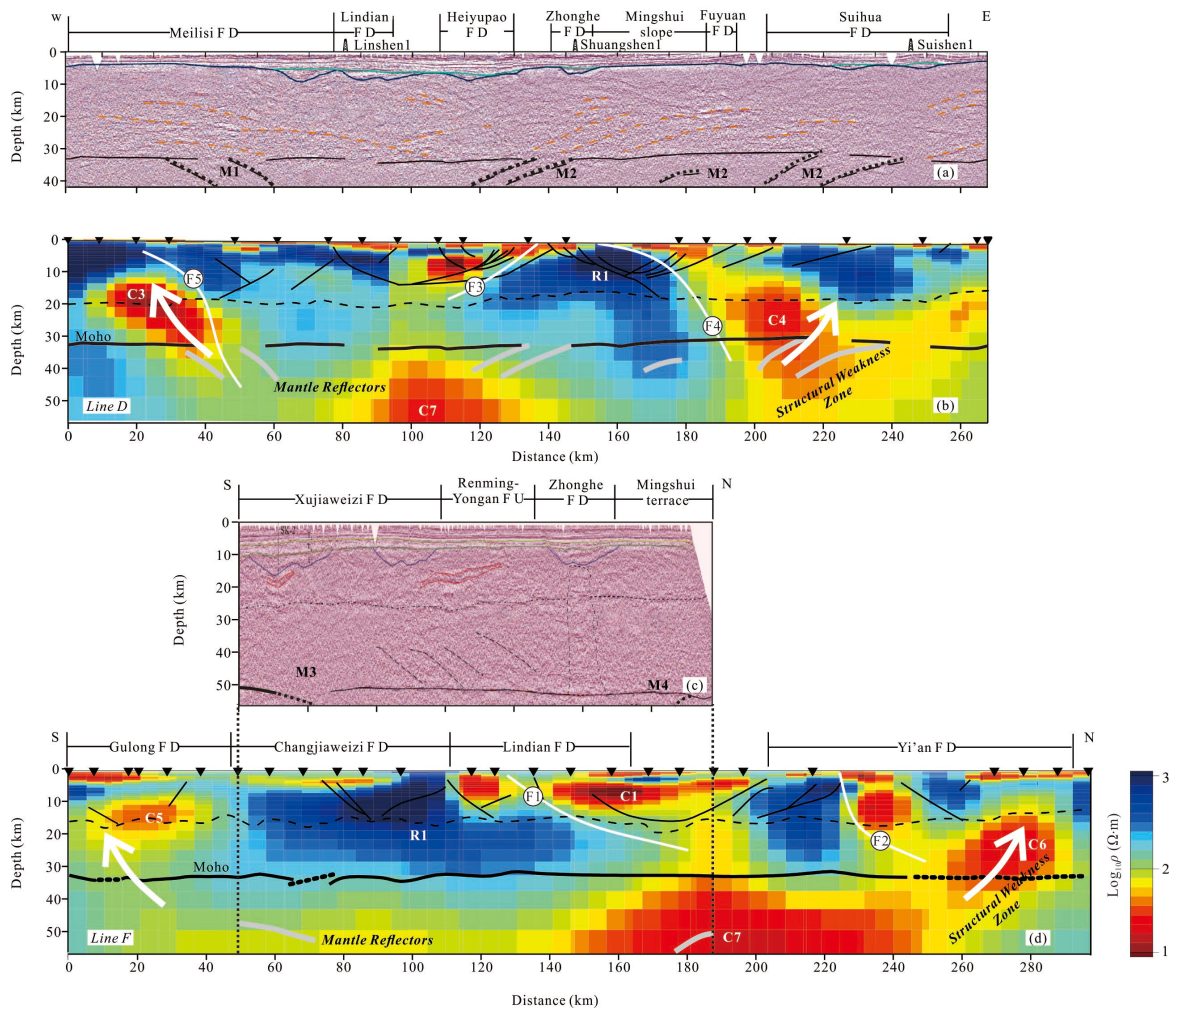 W
Meilisi F D
Lindian
F D
Linshen1
Heiyupao
F D
Zhonghe
F D
Shuangshen1
Mingshui
slope
Fuyuan
F D
Suihua
F D
Suishen1
E
Depth (km)
0
10
20
30
40
M1
M2
M2
M2
(a)
Depth (km)
0
10
20
30
40
50
C3
F5
F3
R1
F4
C4
Moho
Mantle Reflectors
C7
Structural Weakness
Zone
Line D
(b)
0 20 40 60 80 100 120 140 160 180 200 220 240 260
Distance (km)
S
Xujiaweizi F D
Renming-
Yongan F U
Zhonghe
F D
Mingshui
terrace
N
Depth (km)
0
10
20
30
40
50
M3
M4
(c)
S
Gulong F D
Changjiaweizi F D
Lindian F D
Yi'an F D
N
Depth (km)
0
10
20
30
40
50
C5
R1
F1
C1
F2
C6
Moho
Mantle Reflectors
C7
Structural Weakness
Zone
Line F
(d)
0 20 40 60 80 100 120 140 160 180 200 220 240 260 280
Distance (km)
3
2
1
Log₁₀ρ (Ω·m)